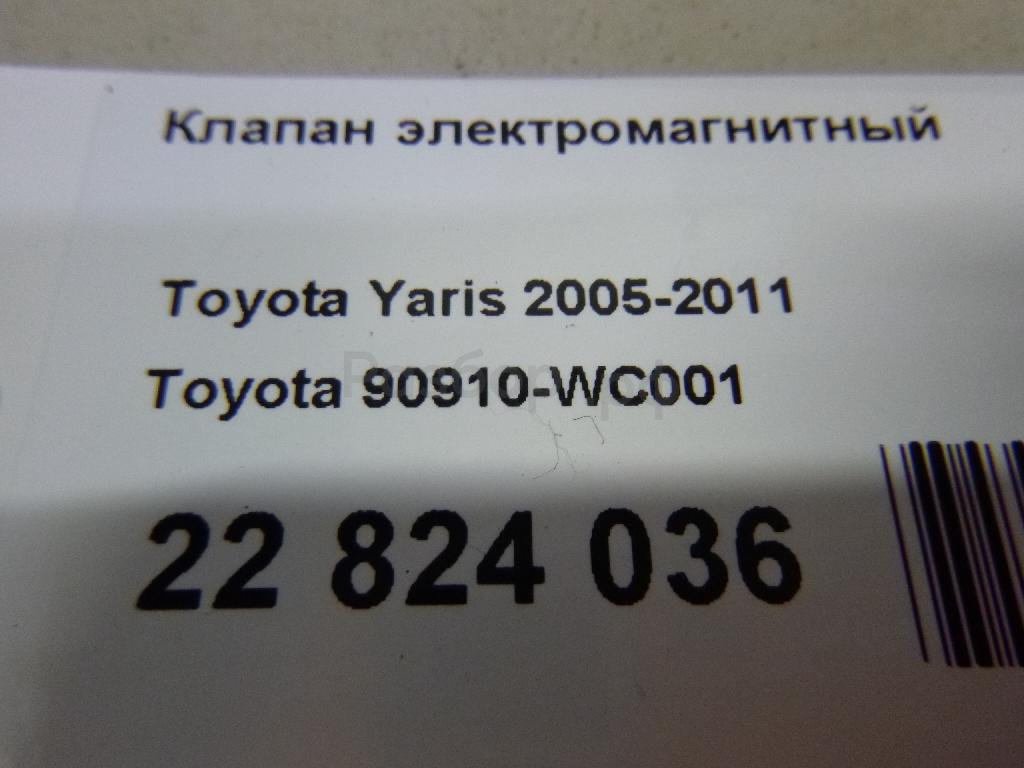 Клапан электромагнитный
Toyota Yaris 2005-2011
Toyota 90910-WC001
22 824 036